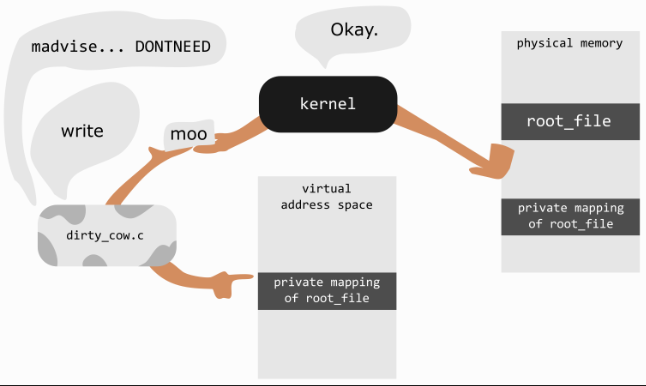 madvise... DONTNEED
Okay.
physical memory
write
moo
kernel
root_file
virtual
address space
private mapping
of root_file
dirty_cow.c
private mapping
of root_file